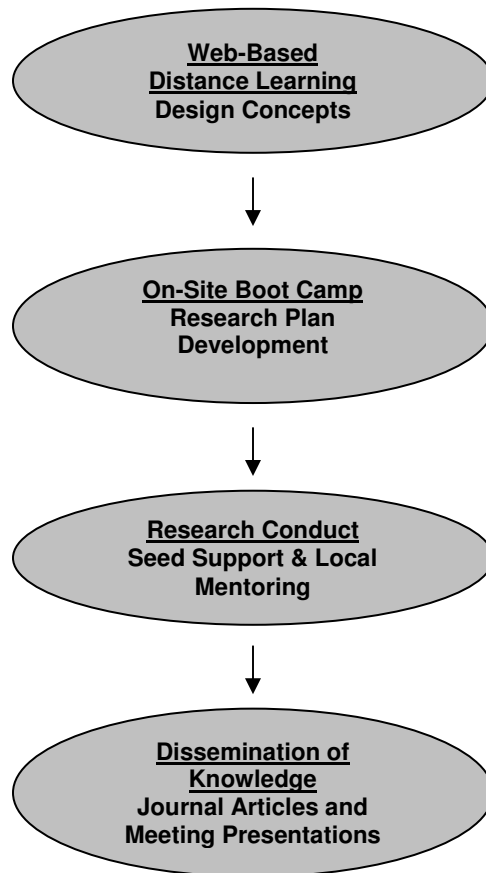 Web-Based
Distance Learning
Design Concepts
On-Site Boot Camp
Research Plan
Development
Research Conduct
Seed Support & Local
Mentoring
Dissemination of
Knowledge
Journal Articles and
Meeting Presentations